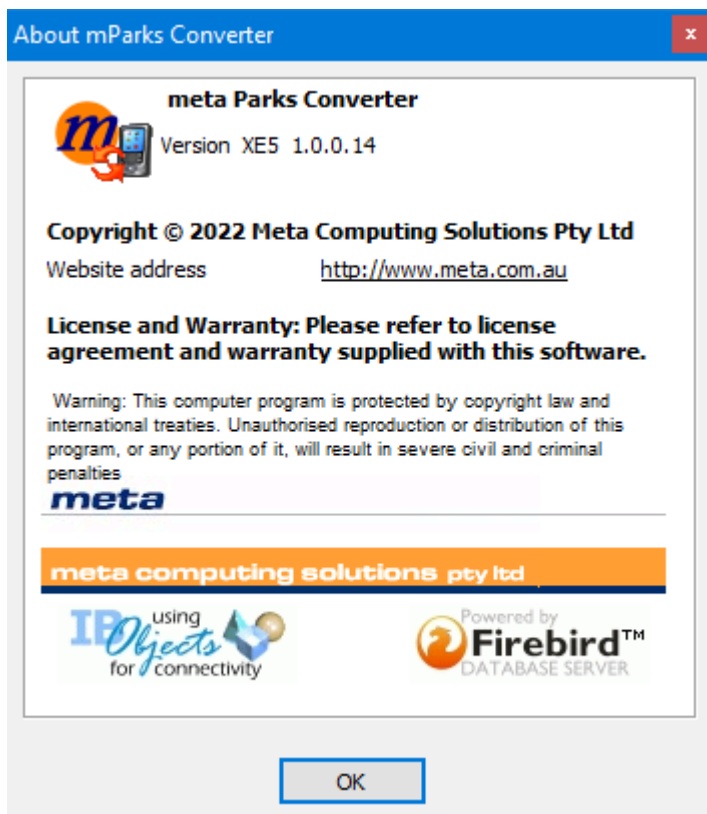 About mParks Converter
x
meta Parks Converter
m
Version XE5 1.0.0.14
Copyright © 2022 Meta Computing Solutions Pty Ltd
Website address http://www.meta.com.au
License and Warranty: Please refer to license
agreement and warranty supplied with this software.
Warning: This computer program is protected by copyright law and
international treaties. Unauthorised reproduction or distribution of this
program, or any portion of it, will result in severe civil and criminal
penalties
meta
meta computing solutions pty ltd
using
IB Objects
for connectivity
Powered by
Firebird™
DATABASE SERVER
OK